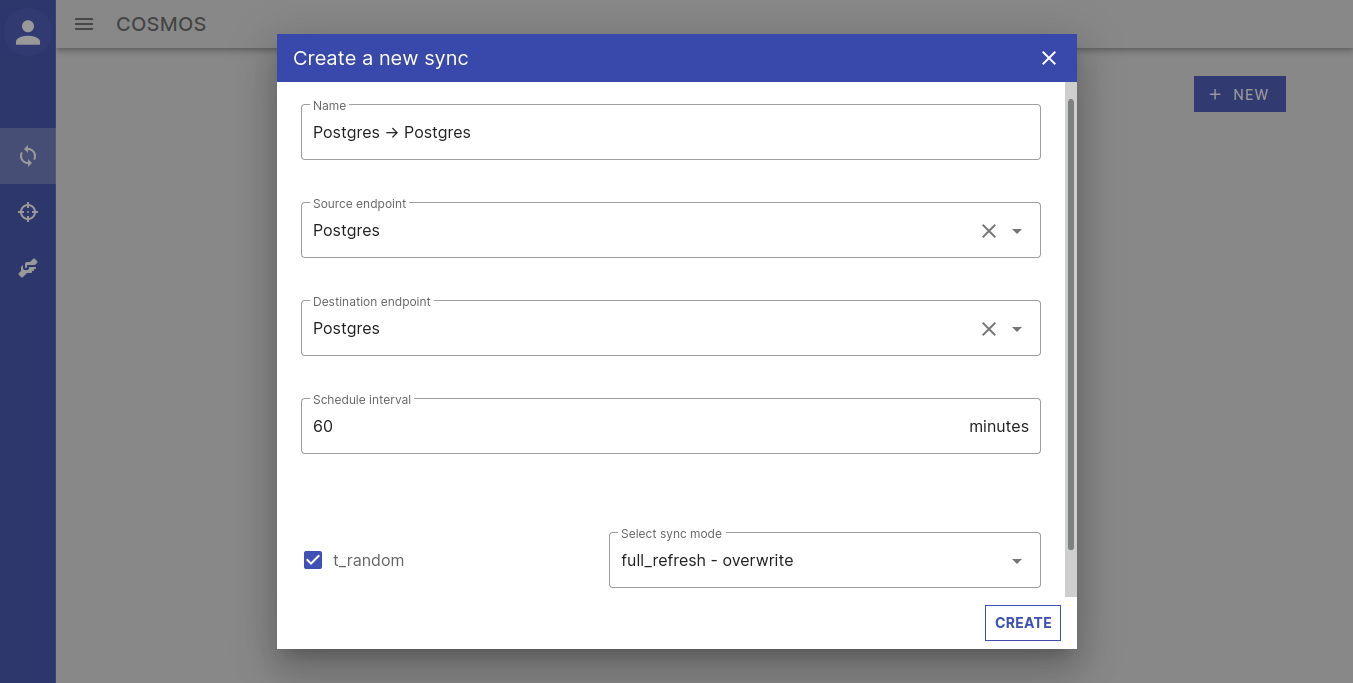 COSMOS
Create a new sync
+ NEW
Name
Postgres → Postgres
Source endpoint
Postgres
Destination endpoint
Postgres
Schedule interval
60 minutes
Select sync mode
t_random full_refresh - overwrite
CREATE